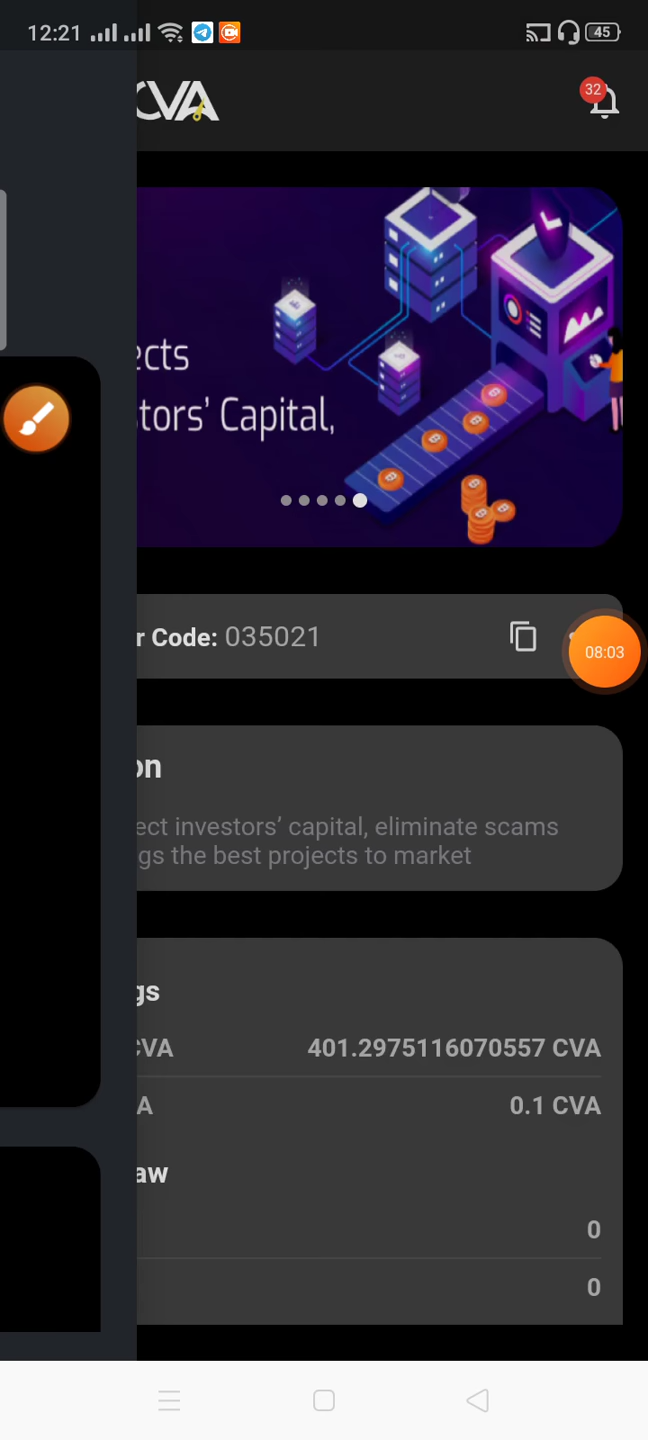 12:21
45
CVA
32
ects
tors' Capital,
r Code: 035021
08:03
on
ect investors' capital, eliminate scams
gs the best projects to market
gs
CVA 401.2975116070557 CVA
A 0.1 CVA
aw
0
0